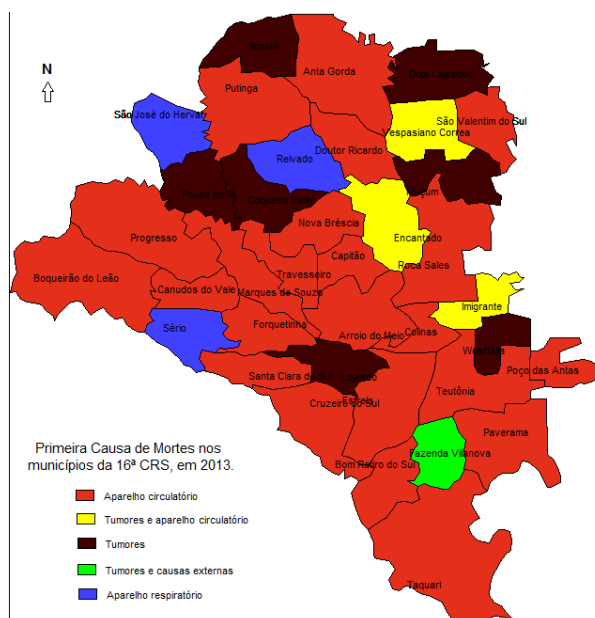 Ilópolis
Anta Gorda
Dois Lajeados
N
Putinga
São José do Herval
São Valentim do Sul
Vespasiano Correa
Doutor Ricardo
Relvado
Pouso Novo
Coqueiro Baixo
Muçum
Nova Bréscia
Progresso
Encantado
Capitão
Roca Sales
Boqueirão do Leão
Travesseiro
Canudos do Vale
Marques de Souza
Imigrante
Sério
Forquetinha
Arroio do Meio
Colinas
Westfália
Poço das Antas
Santa Clara do Sul
Lajeado
Teutônia
Estrela
Cruzeiro do Sul
Paverama
Primeira Causa de Mortes nos
municípios da 16ª CRS, em 2013.
Fazenda Vilanova
Bom Retiro do Sul
Aparelho circulatório
Tumores e aparelho circulatório
Tumores
Tumores e causas externas
Aparelho respiratório
Taquari